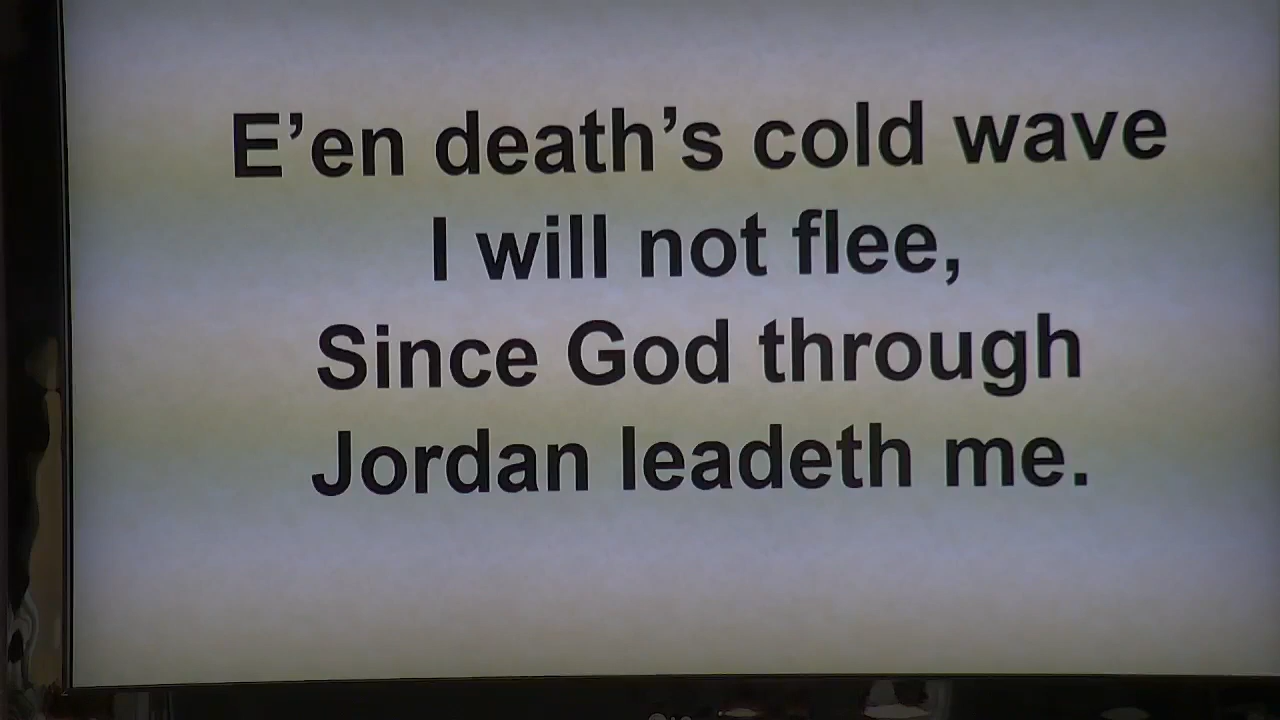 E’en death’s cold wave
I will not flee,
Since God through
Jordan leadeth me.